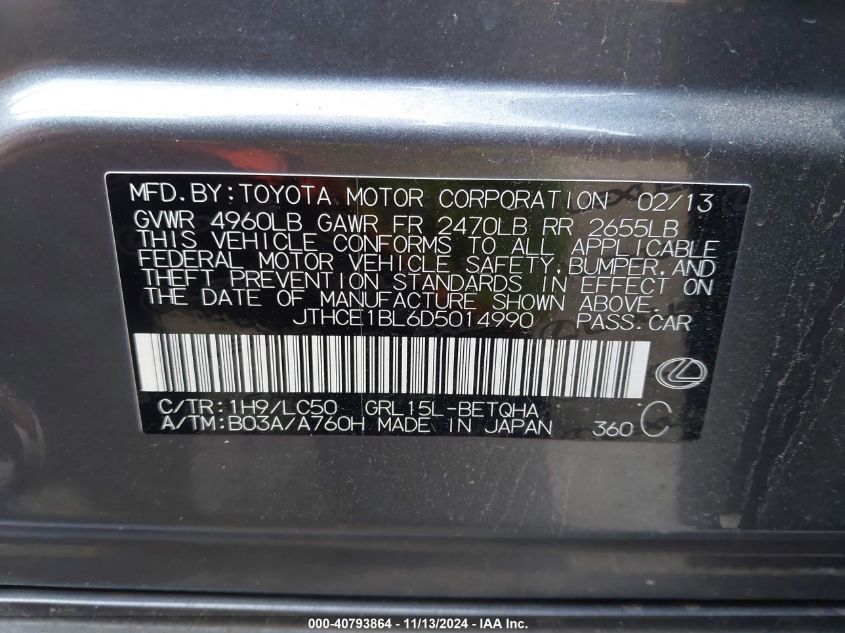 MFD.BY:TOYOTA MOTOR CORPORATION 02/13
GVWR 4960LB GAWR FR 2470LB RR 2655LB
THIS VEHICLE CONFORMS TO ALL APPLICABLE
FEDERAL MOTOR VEHICLE SAFETY,BUMPER,AND
THEFT PREVENTION STANDARDS IN EFFECT ON
THE DATE OF MANUFACTURE SHOWN ABOVE.
JTHCE1BL6D5014990 PASS.CAR
C/TR:1H9/LC50 GRL15L-BETQHA
A/TM:B03A/A760H MADE IN JAPAN 360 C
000-40793864 - 11/13/2024 - IAA Inc.